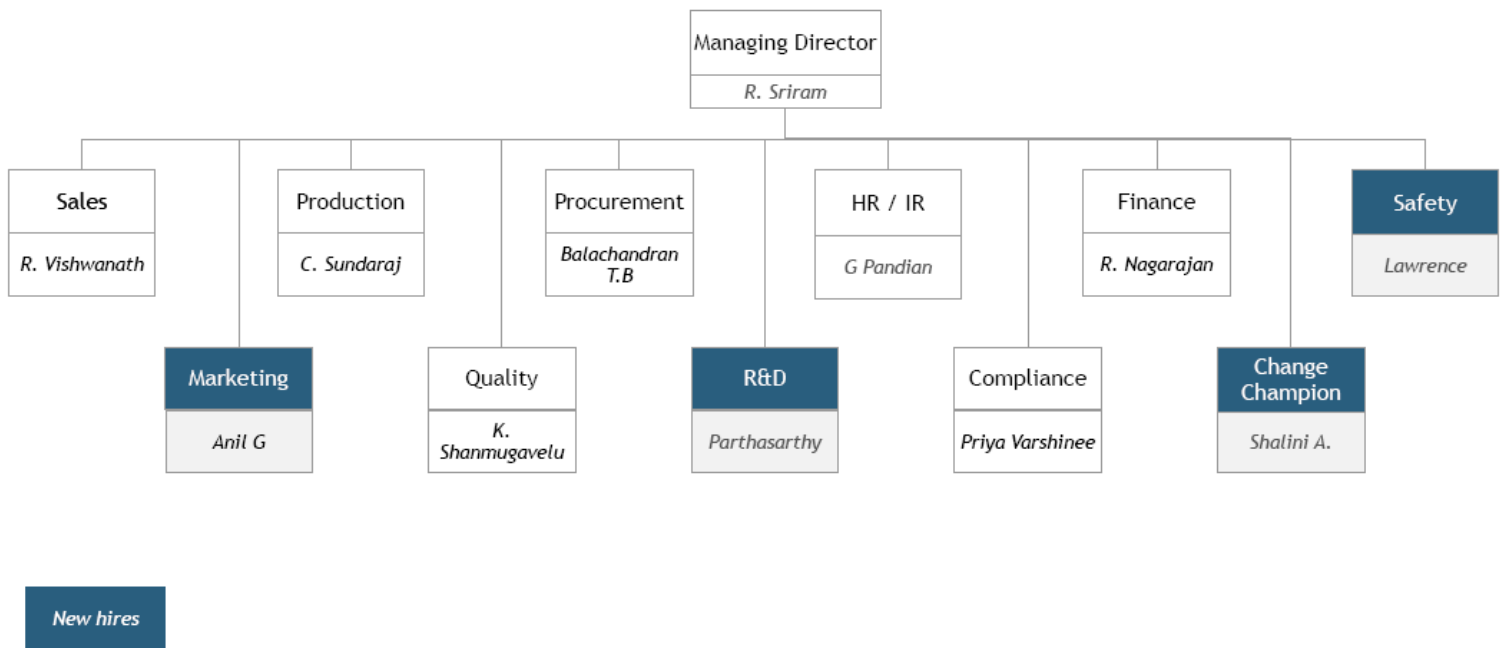 Managing Director
R. Sriram
Sales
R. Vishwanath
Production
C. Sundaraj
Procurement
Balachandran
T.B
HR / IR
G Pandian
Finance
R. Nagarajan
Safety
Lawrence
Marketing
Anil G
Quality
K.
Shanmugavelu
R&D
Parthasarthy
Compliance
Priya Varshinee
Change
Champion
Shalini A.
New hires